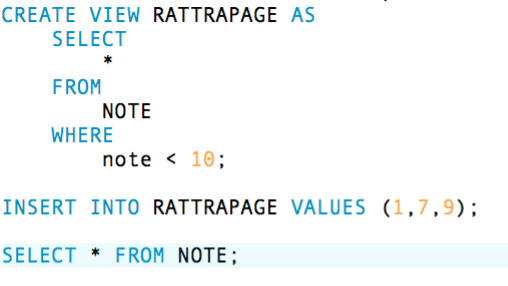 CREATE VIEW RATTRAPAGE AS
SELECT
*
FROM
NOTE
WHERE
note < 10;
INSERT INTO RATTRAPAGE VALUES (1,7,9);
SELECT * FROM NOTE;